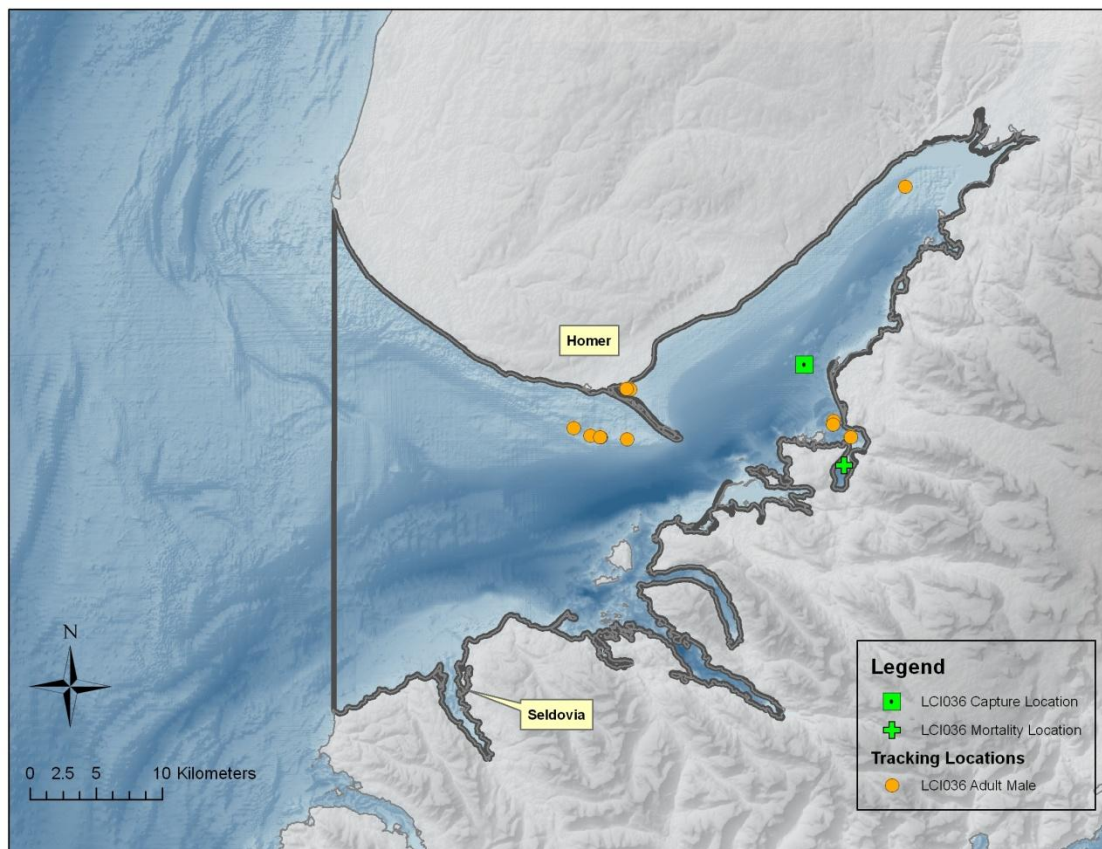 Homer
Seldovia
N
0 2.5 5 10 Kilometers
Legend
LCI036 Capture Location
LCI036 Mortality Location
Tracking Locations
LCI036 Adult Male